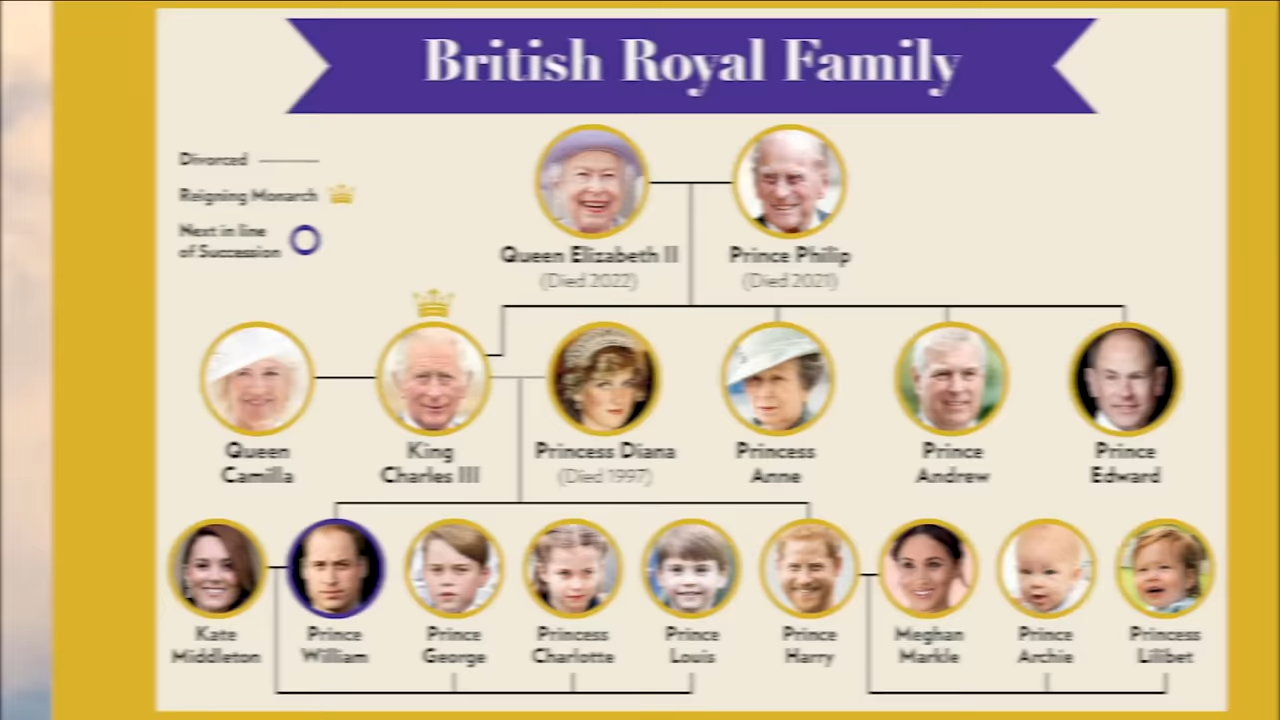 British Royal Family
Divorced
Reigning Monarch
Next in line
of Succession
Queen Elizabeth II
(Died 2022)
Prince Philip
(Died 2021)
Queen
Camilla
King
Charles III
Princess Diana
(Died 1997)
Princess
Anne
Prince
Andrew
Prince
Edward
Kate
Middleton
Prince
William
Prince
George
Princess
Charlotte
Prince
Louis
Prince
Harry
Meghan
Markle
Prince
Archie
Princess
Lilibet